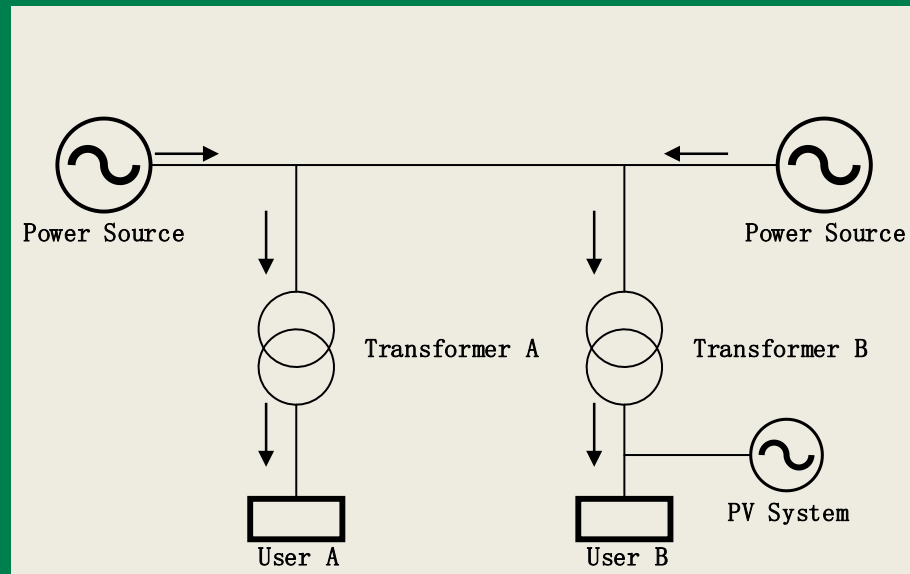 Power Source
Power Source
Transformer A
Transformer B
PV System
User A
User B